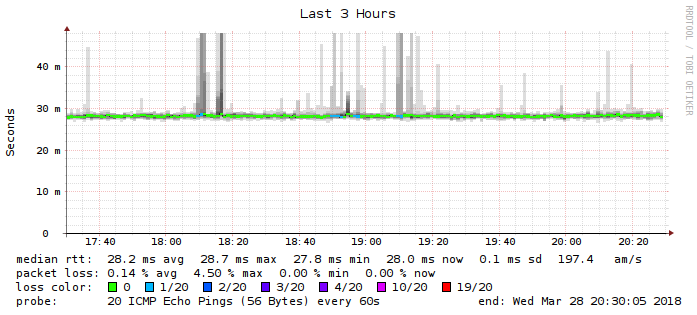 Last 3 Hours
RRDTOOL / TOBI OETIKER
Seconds
40 m
30 m
20 m
10 m
0
17:40 18:00 18:20 18:40 19:00 19:20 19:40 20:00 20:20
median rtt: 28.2 ms avg 28.7 ms max 27.8 ms min 28.0 ms now 0.1 ms sd 197.4 am/s
packet loss: 0.14 % avg 4.50 % max 0.00 % min 0.00 % now
loss color: 0 1/20 2/20 3/20 4/20 10/20 19/20
probe: 20 ICMP Echo Pings (56 Bytes) every 60s end: Wed Mar 28 20:30:05 2018